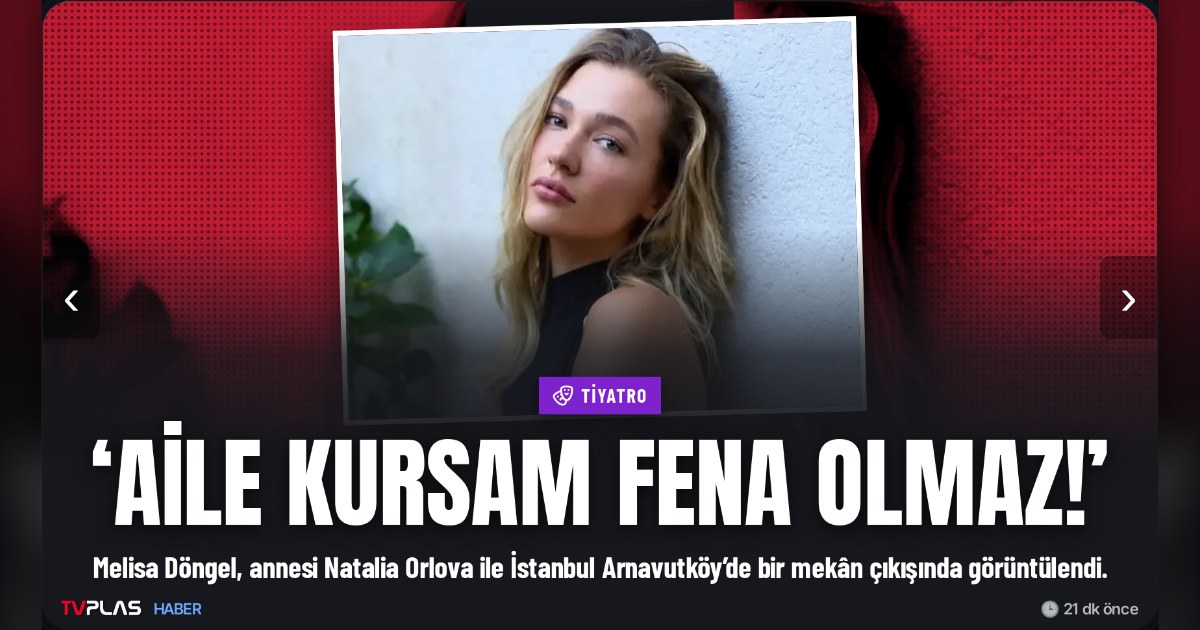 TİYATRO
‘AİLE KURSAM FENA OLMAZ!’
Melisa Döngel, annesi Natalia Orlova ile İstanbul Arnavutköy’de bir mekân çıkışında görüntülendi.
TVPLAS HABER
21 dk önce